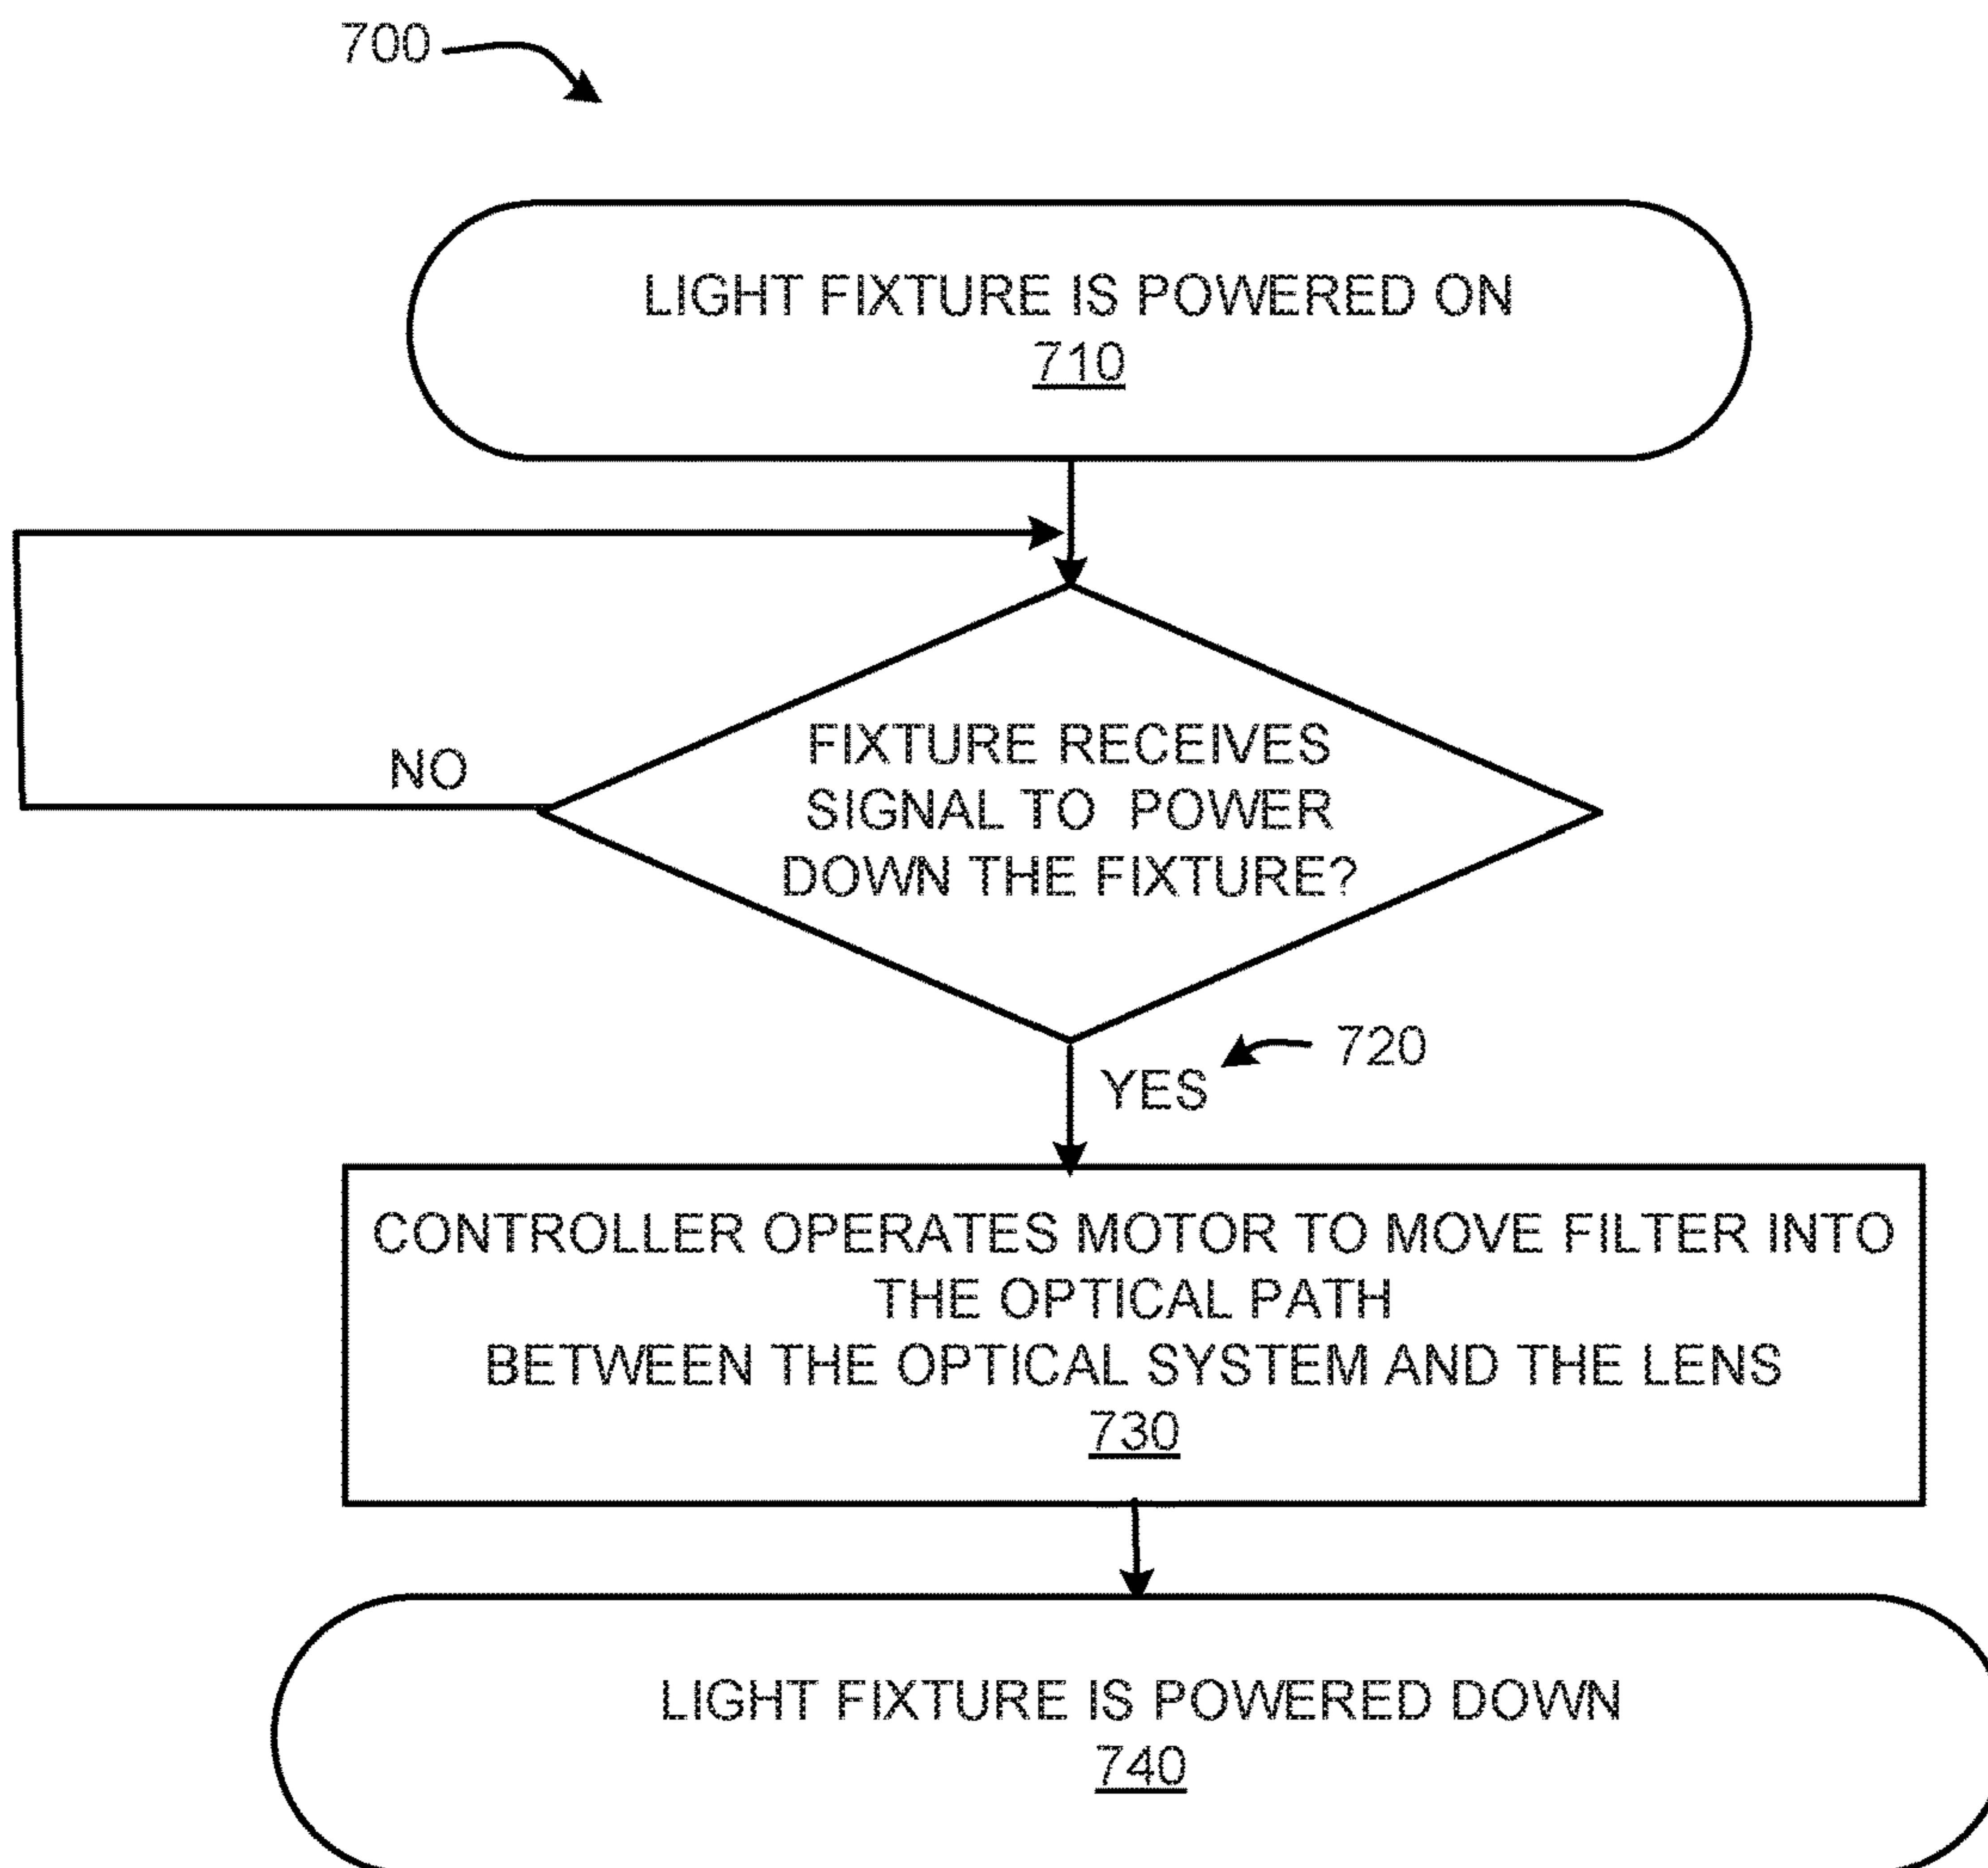 700
LIGHT FIXTURE IS POWERED ON
710
FIXTURE RECEIVES
SIGNAL TO POWER
DOWN THE FIXTURE?
NO
720
YES
CONTROLLER OPERATES MOTOR TO MOVE FILTER INTO
THE OPTICAL PATH
BETWEEN THE OPTICAL SYSTEM AND THE LENS
730
LIGHT FIXTURE IS POWERED DOWN
740